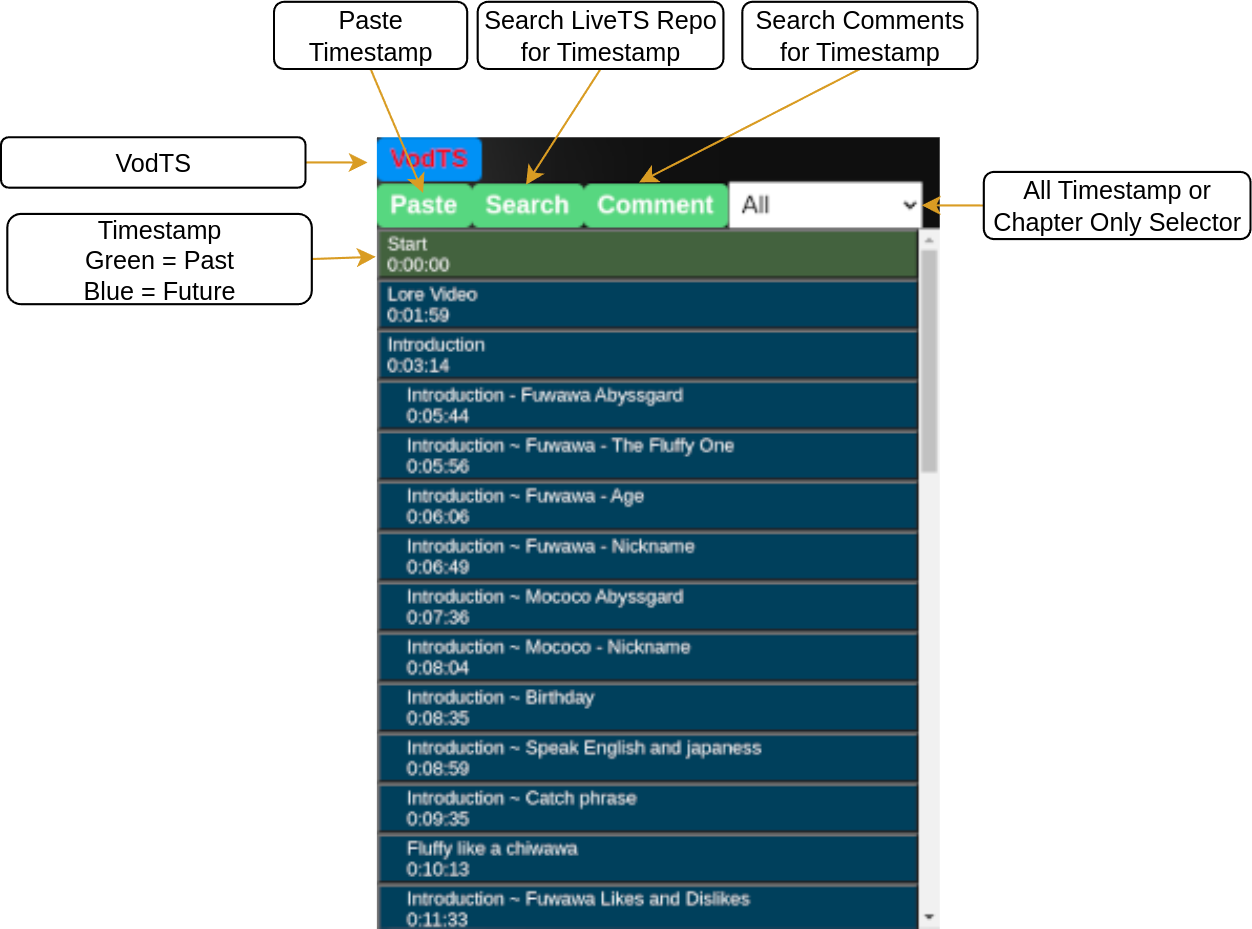 Paste
Timestamp
Search LiveTS Repo
for Timestamp
Search Comments
for Timestamp
VodTS
VodTS
Paste
Search
Comment
All
All Timestamp or
Chapter Only Selector
Timestamp
Green = Past
Blue = Future
Start
0:00:00
Lore Video
0:01:59
Introduction
0:03:14
Introduction - Fuwawa Abyssgard
0:05:44
Introduction ~ Fuwawa - The Fluffy One
0:05:56
Introduction ~ Fuwawa - Age
0:06:06
Introduction ~ Fuwawa - Nickname
0:06:49
Introduction ~ Mococo Abyssgard
0:07:36
Introduction ~ Mococo - Nickname
0:08:04
Introduction ~ Birthday
0:08:35
Introduction ~ Speak English and japaness
0:08:59
Introduction ~ Catch phrase
0:09:35
Fluffy like a chiwawa
0:10:13
Introduction ~ Fuwawa Likes and Dislikes
0:11:33